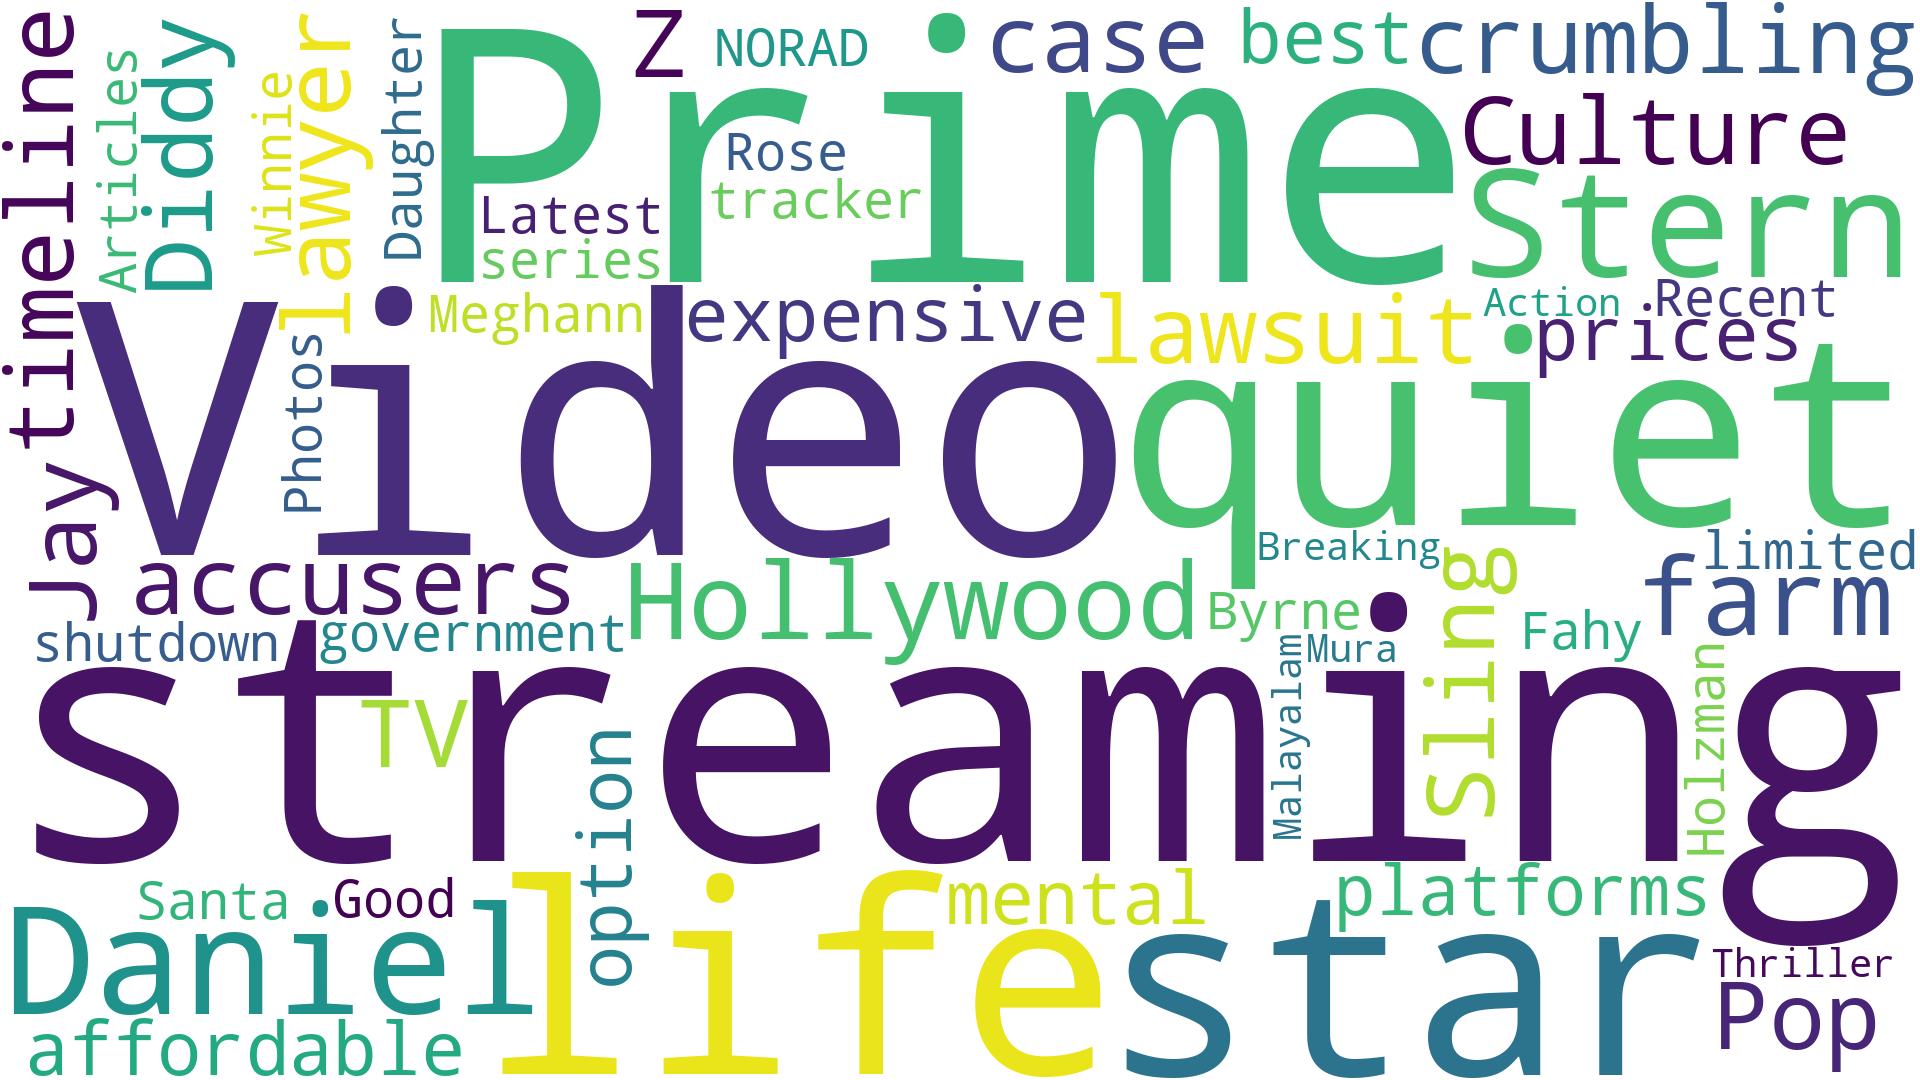 timeline
Articles
Diddy
Winnie
lawyer
Daughter
Prime
Z
NORAD
case
best
crumbling
Culture
Rose
tracker
Latest
series
Stern
Video
Photos
Meghann
expensive
lawsuit
Action
Recent
prices
quiet
Jay
accusers
Hollywood
Breaking
limited
farm
Byrne
Sling
Fahy
shutdown
government
Mura
Malayalam
streaming
TV
option
Holzman
Santa
Good
Daniel
life
mental
platforms
star
Thriller
Pop
affordable